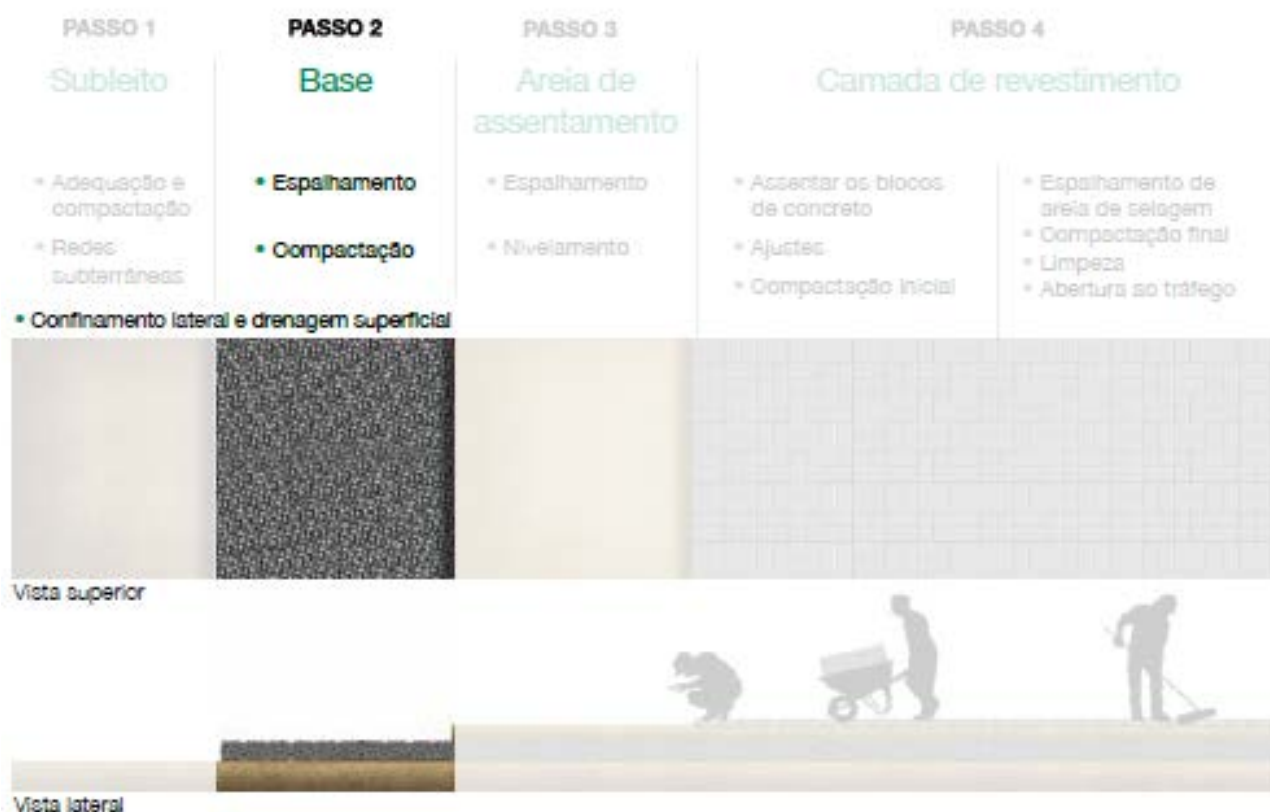 PASSO 1
Subleito
• Adequação e
compactação
• Redes
subterrâneas
PASSO 2
Base
• Espalhamento
• Compactação
• Confinamento lateral e drenagem superficial
PASSO 3
Areia de
assentamento
• Espalhamento
• Nivelamento
PASSO 4
Camada de revestimento
• Assentar os blocos
de concreto
• Ajustes
• Compactação inicial
• Espalhamento de
areia de selagem
• Compactação final
• Limpeza
• Abertura ao tráfego
Vista superior
Vista lateral